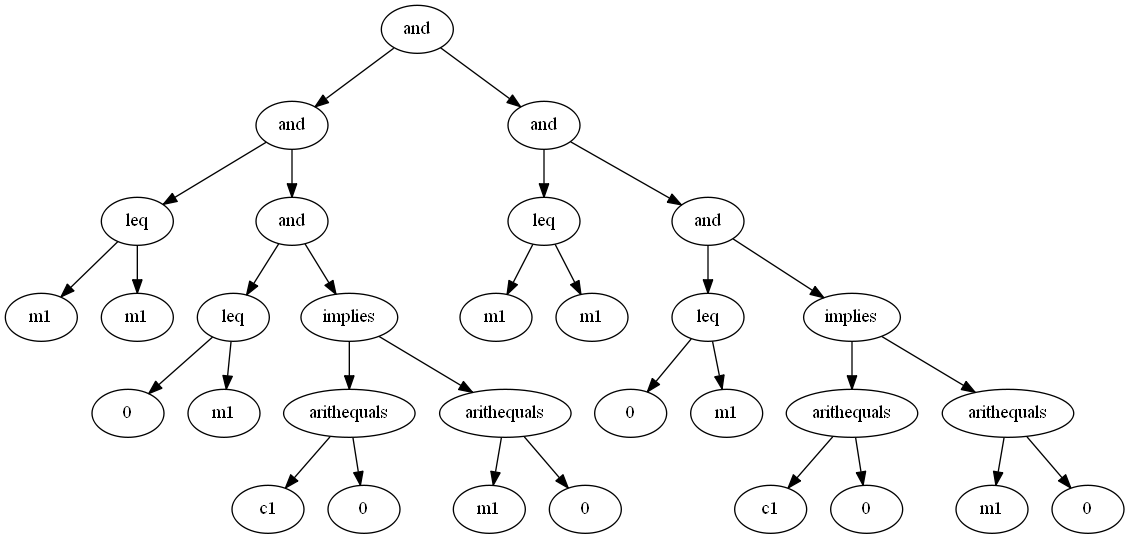 and
and and
leq and leq and
m1 m1 leq implies m1 m1 leq implies
0 m1 arithequals arithequals 0 m1 arithequals arithequals
c1 0 m1 0 c1 0 m1 0